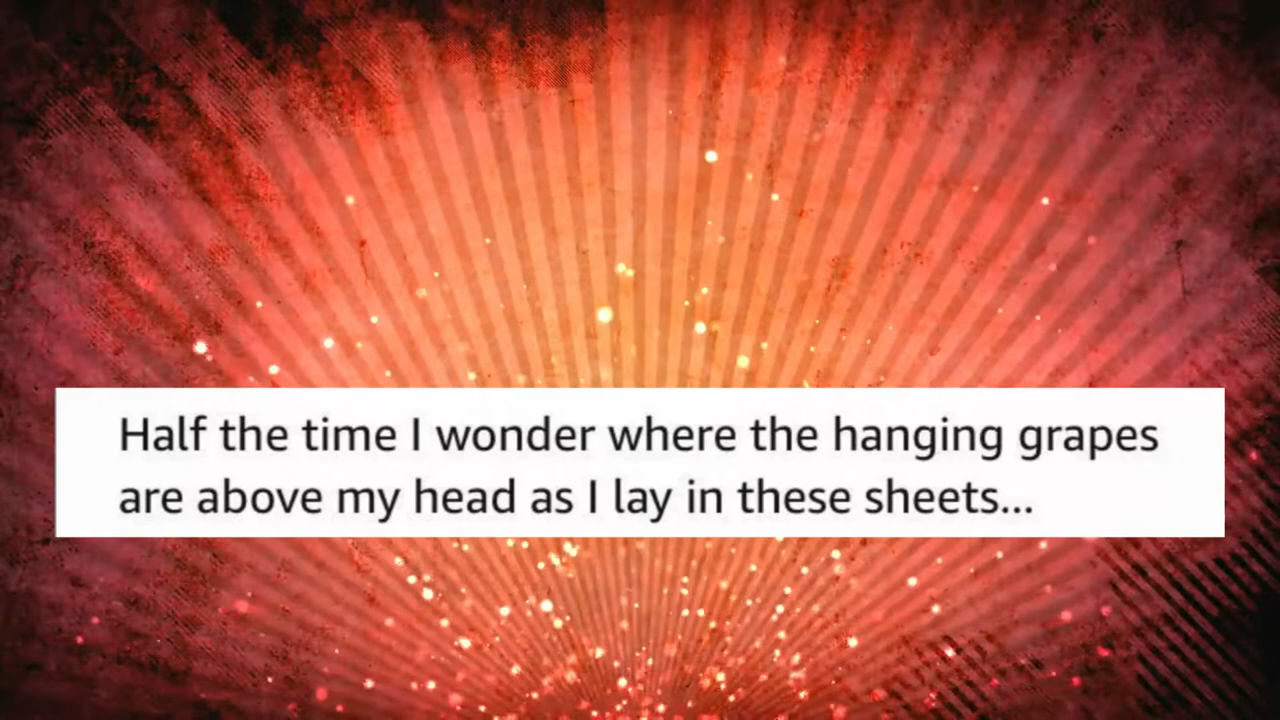 Half the time I wonder where the hanging grapes
are above my head as I lay in these sheets...